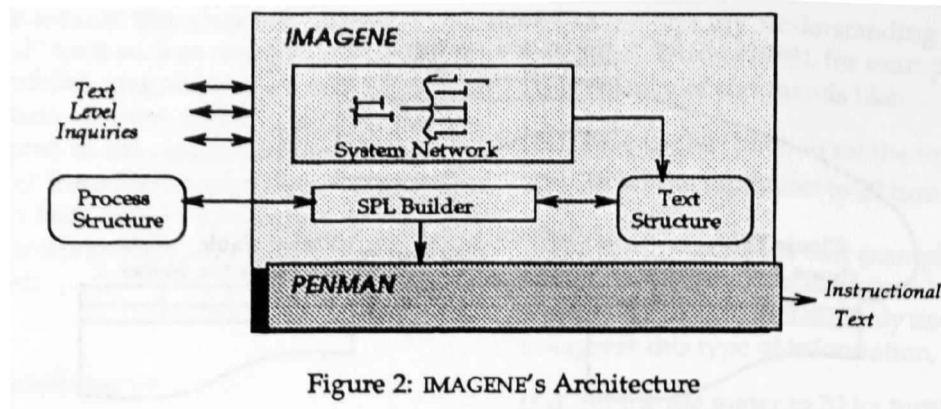 IMAGENE
Text
Level
Inquiries
System Network
Process
Structure
SPL Builder
Text
Structure
PENMAN
Instructional
Text
Figure 2: IMAGENE's Architecture